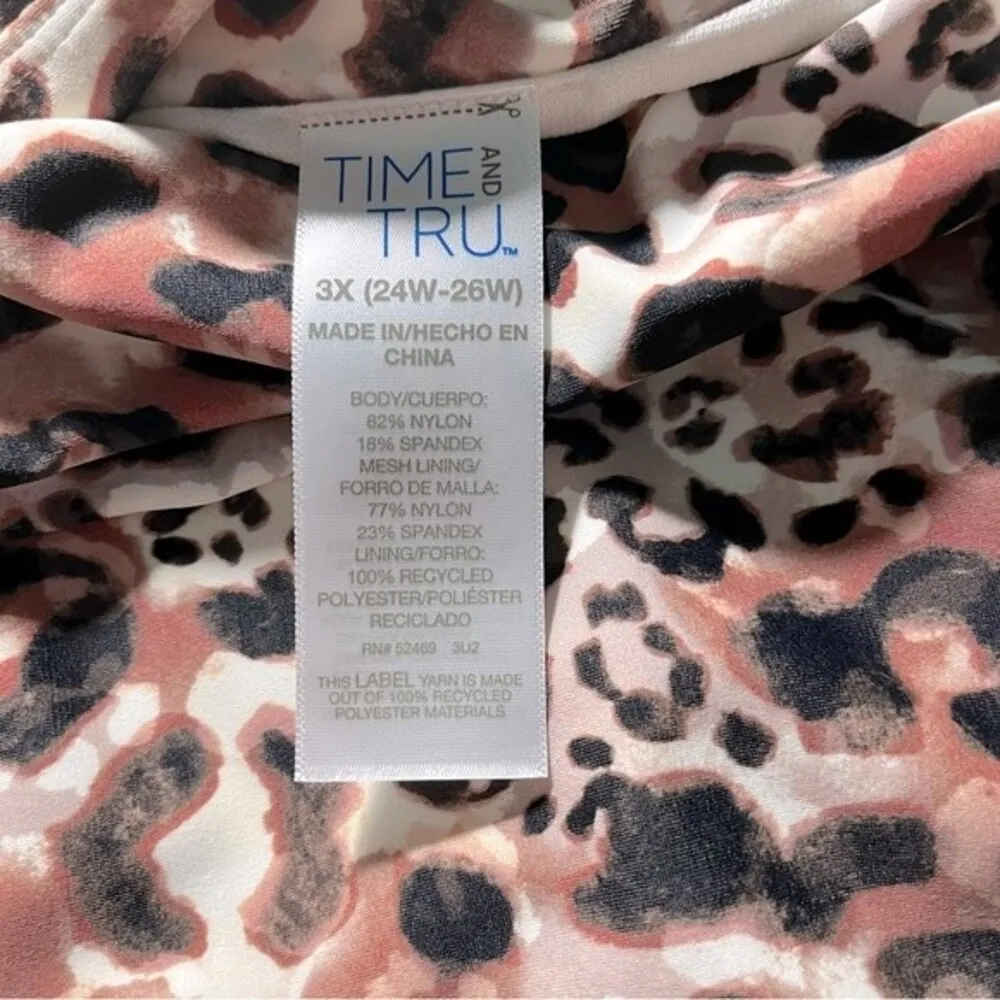 TIME AND
TRU™
3X (24W-26W)
MADE IN/HECHO EN
CHINA
BODY/CUERPO:
82% NYLON
18% SPANDEX
MESH LINING/
FORRO DE MALLA:
77% NYLON
23% SPANDEX
LINING/FORRO:
100% RECYCLED
POLYESTER/POLIÉSTER
RECICLADO
RN# 52469 3U2
THIS LABEL YARN IS MADE
OUT OF 100% RECYCLED
POLYESTER MATERIALS